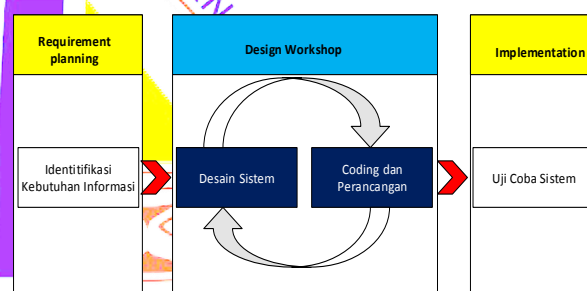 Requirement
planning
Design Workshop
Implementation
Identitifikasi
Kebutuhan Informasi
Desain Sistem
Coding dan
Perancangan
Uji Coba Sistem